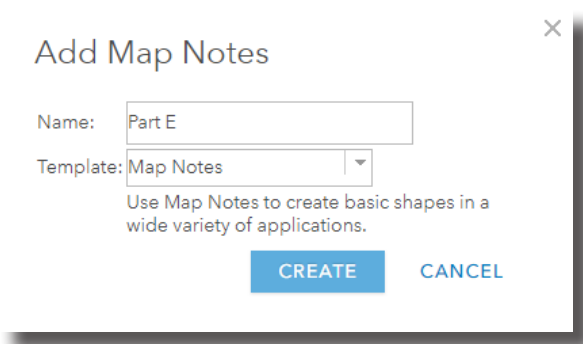 Add Map Notes
Name: Part E
Template: Map Notes
Use Map Notes to create basic shapes in a
wide variety of applications.
CREATE CANCEL